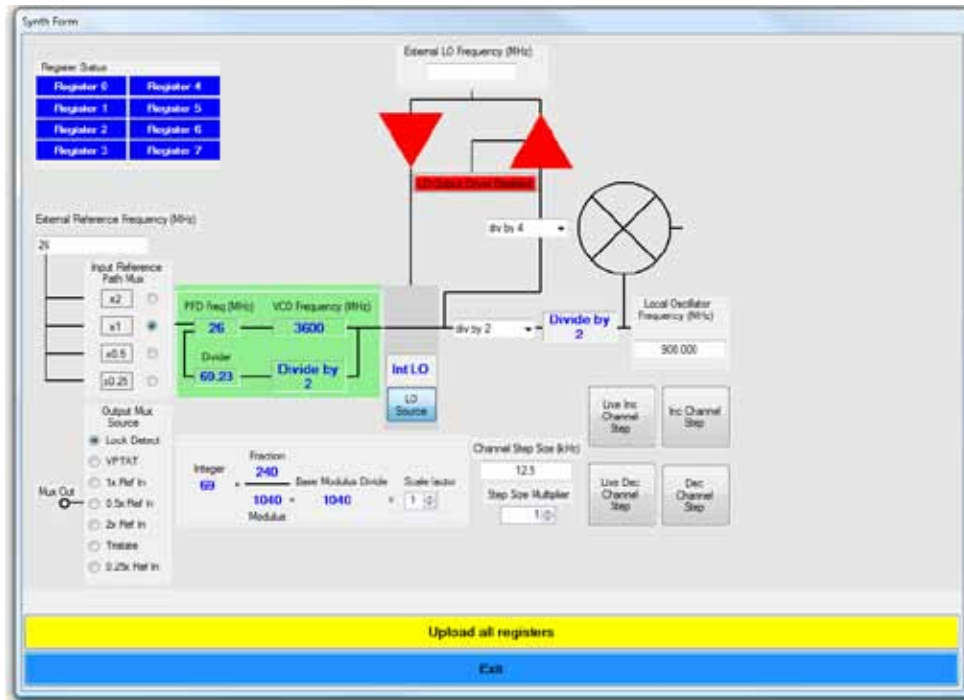 Synth Form
External LO Frequency (MHz)
Register Status
Register 0 Register 4
Register 1 Register 5
Register 2 Register 6
Register 3 Register 7
LO Output Driver Disabled
External Reference Frequency (MHz)
26
div by 4
Input Reference
Path Mux
x2
x1
x0.5
x0.25
PFD Freq (MHz) VCO Frequency (MHz)
26 3600
Divider
69.23
Divide by
2
Int LO
LO
Source
div by 2
Divide by
2
Local Oscillator
Frequency (MHz)
900.000
Output Mux
Source
Lock Detect
VPTAT
1x Ref In
0.5x Ref In
2x Ref In
Tristate
0.25x Ref In
Mux Out
Integer
69
+
Fraction
240
1040
Modulus
=
Base Modulus Divide
1040
x
Scale factor
1
Channel Step Size (kHz)
12.5
Step Size Multiplier
1
Live Inc
Channel
Step
Inc Channel
Step
Live Dec
Channel
Step
Dec
Channel
Step
Upload all registers
Exit